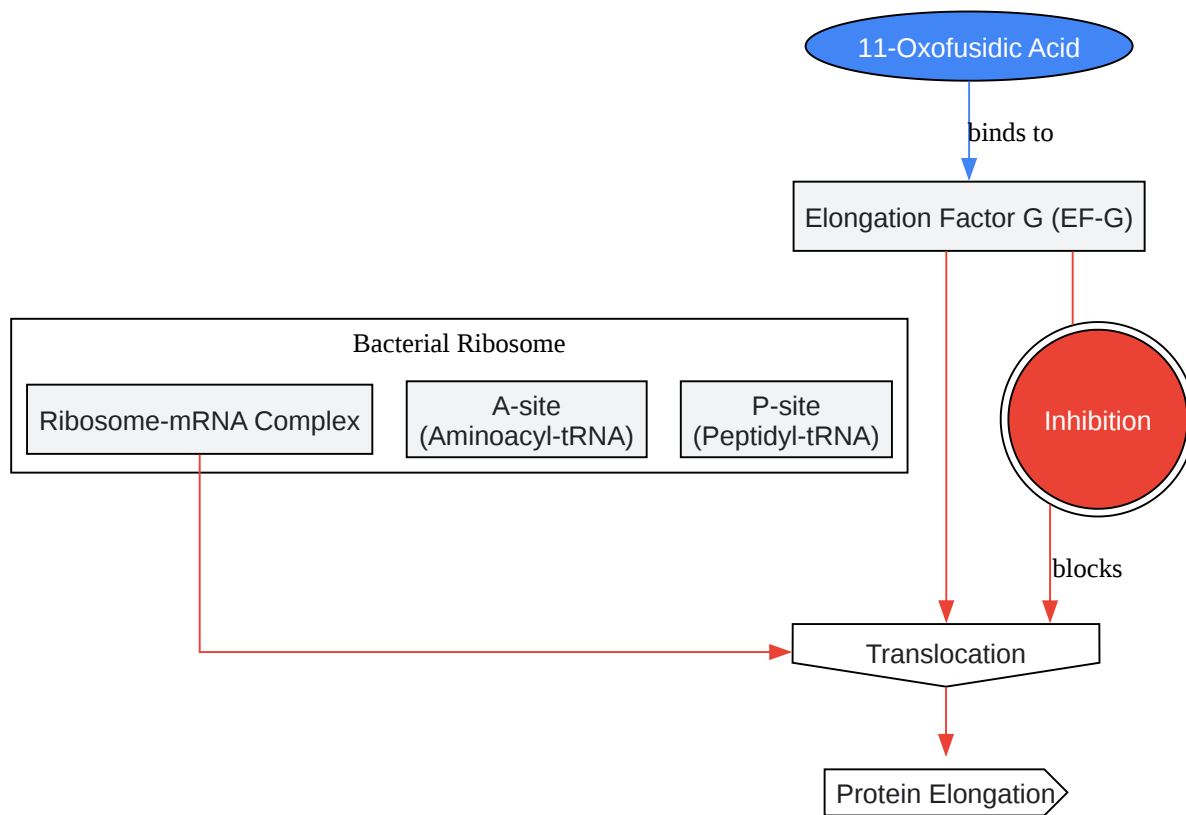 11-Oxofusidic Acid
binds to
Elongation Factor G (EF-G)
Bacterial Ribosome
Ribosome-mRNA Complex
A-site
(Aminoacyl-tRNA)
P-site
(Peptidyl-tRNA)
Inhibition
blocks
Translocation
Protein Elongation